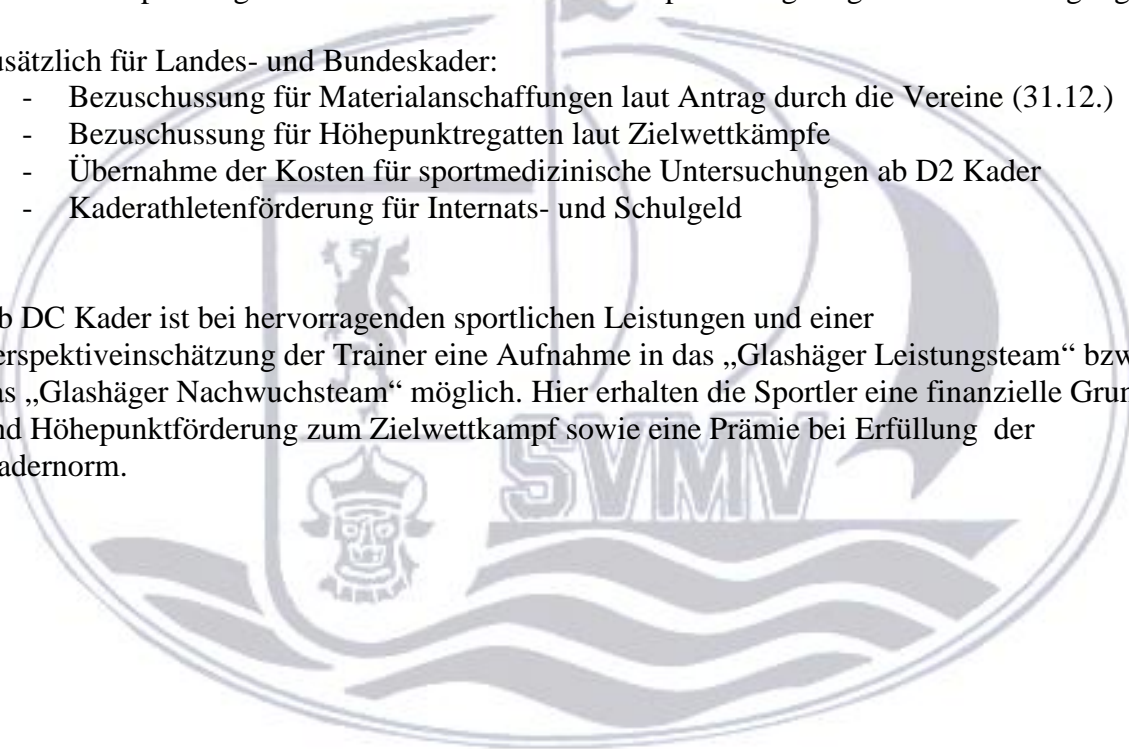 usätzlich für Landes- und Bundeskader:
- Bezuschussung für Materialanschaffungen laut Antrag durch die Vereine (31.12.)
- Bezuschussung für Höhepunktregatten laut Zielwettkämpfe
- Übernahme der Kosten für sportmedizinische Untersuchungen ab D2 Kader
- Kaderathletenförderung für Internats- und Schulgeld
b DC Kader ist bei hervorragenden sportlichen Leistungen und einer
erspektiveinschätzung der Trainer eine Aufnahme in das „Glashäger Leistungsteam“ bzw
as „Glashäger Nachwuchsteam“ möglich. Hier erhalten die Sportler eine finanzielle Grun
nd Höhepunktförderung zum Zielwettkampf sowie eine Prämie bei Erfüllung der
adernorm.
SVMV